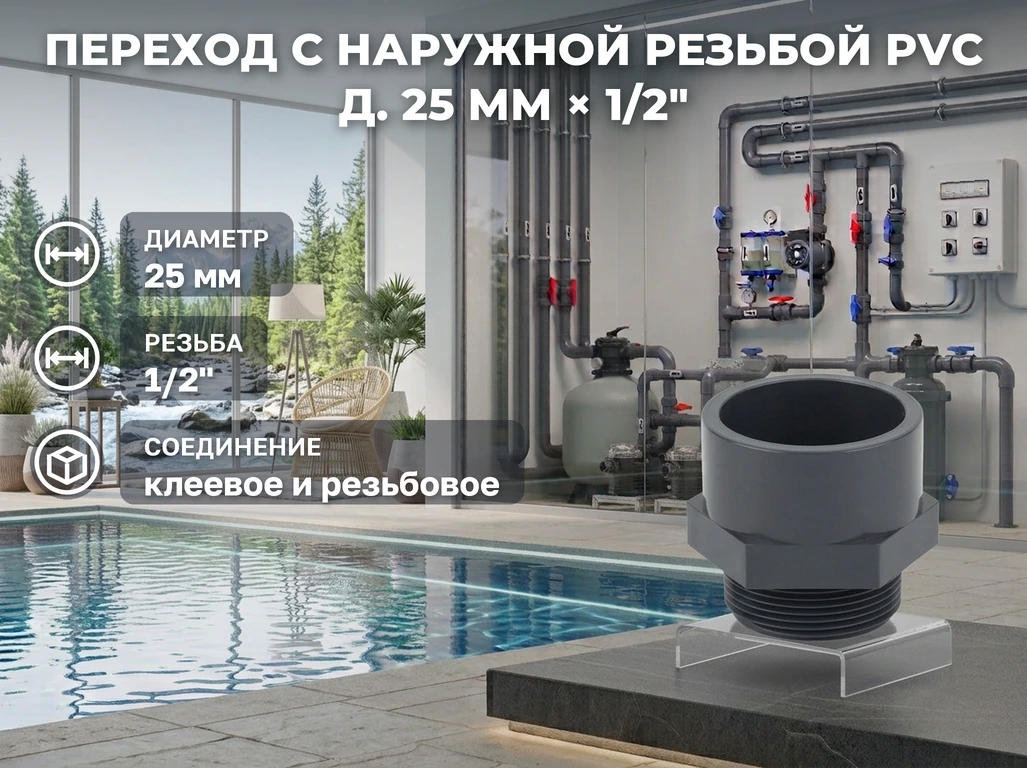 ПЕРЕХОД С НАРУЖНОЙ РЕЗЬБОЙ PVC
Д. 25 ММ × 1/2"
ДИАМЕТР
25 мм
РЕЗЬБА
1/2"
СОЕДИНЕНИЕ
клеевое и резьбовое